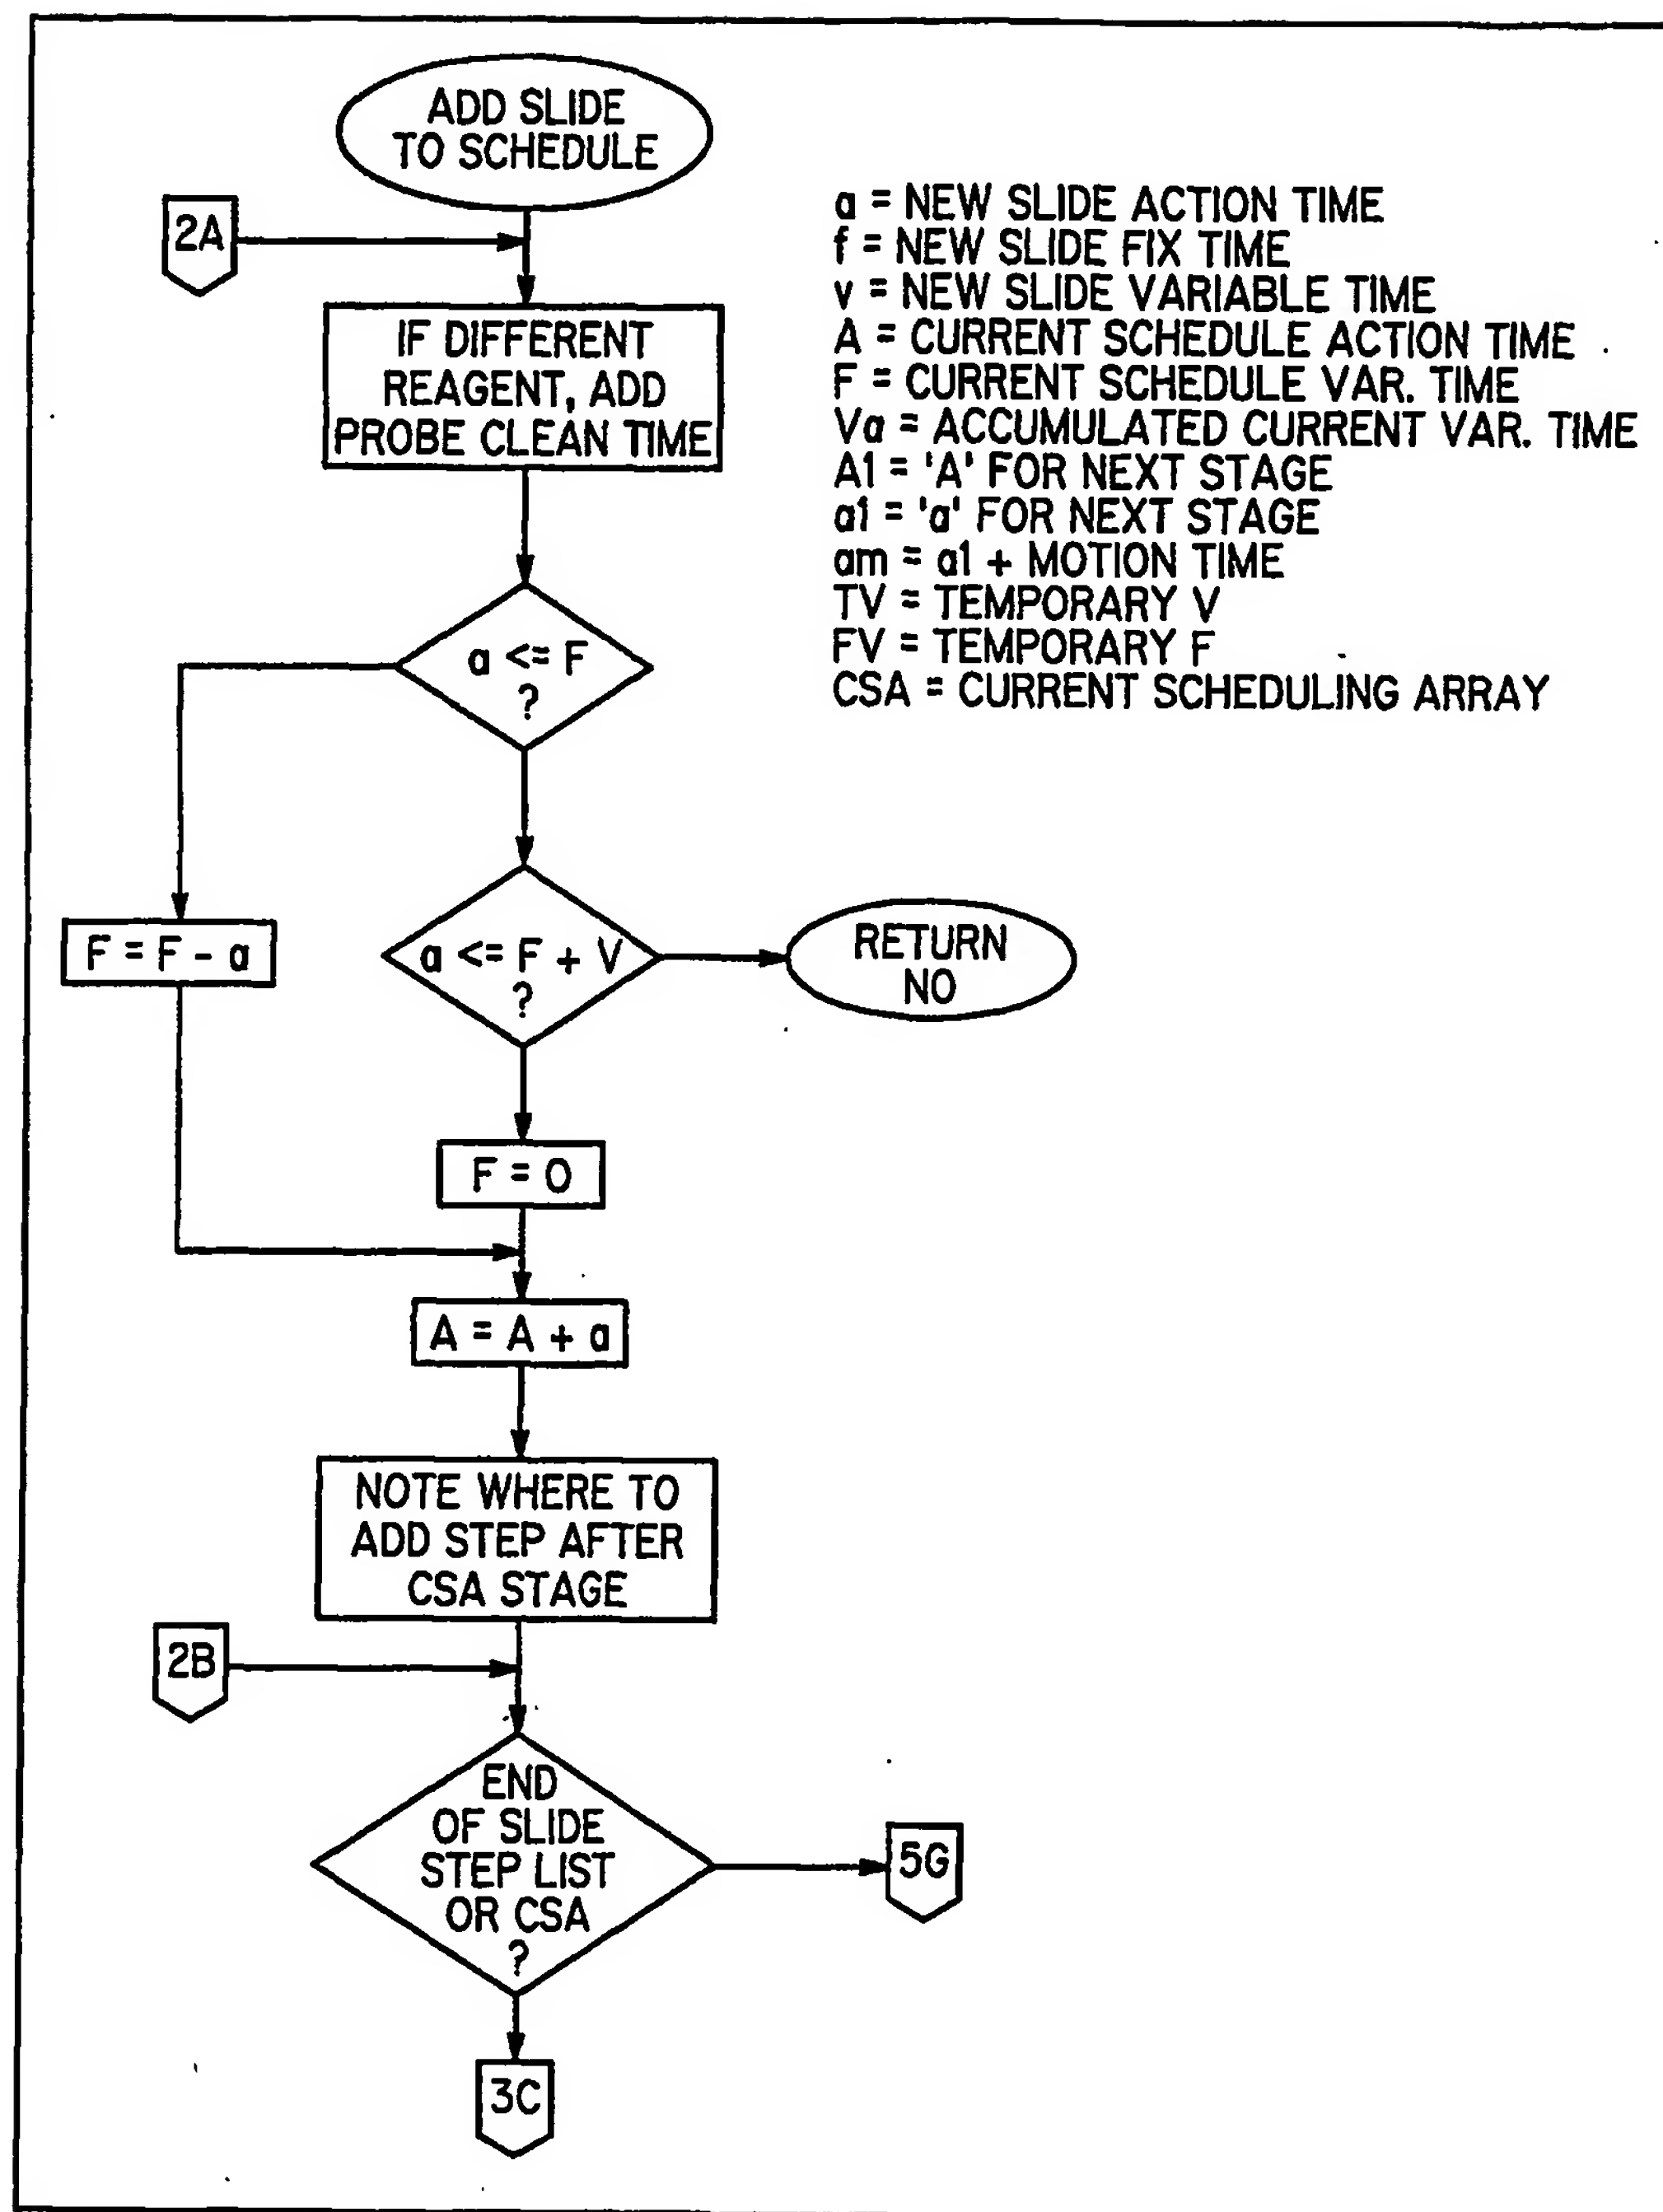 ADD SLIDE
TO SCHEDULE
2A
a = NEW SLIDE ACTION TIME
f = NEW SLIDE FIX TIME
v = NEW SLIDE VARIABLE TIME
A = CURRENT SCHEDULE ACTION TIME
F = CURRENT SCHEDULE VAR. TIME
Va = ACCUMULATED CURRENT VAR. TIME
A1 = 'A' FOR NEXT STAGE
a1 = 'a' FOR NEXT STAGE
am = a1 + MOTION TIME
TV = TEMPORARY V
FV = TEMPORARY F
CSA = CURRENT SCHEDULING ARRAY
IF DIFFERENT
REAGENT, ADD
PROBE CLEAN TIME
a <= F
?
F = F - a
a <= F + V
?
RETURN
NO
F = 0
A = A + a
NOTE WHERE TO
ADD STEP AFTER
CSA STAGE
2B
END
OF SLIDE
STEP LIST
OR CSA
?
5G
3C